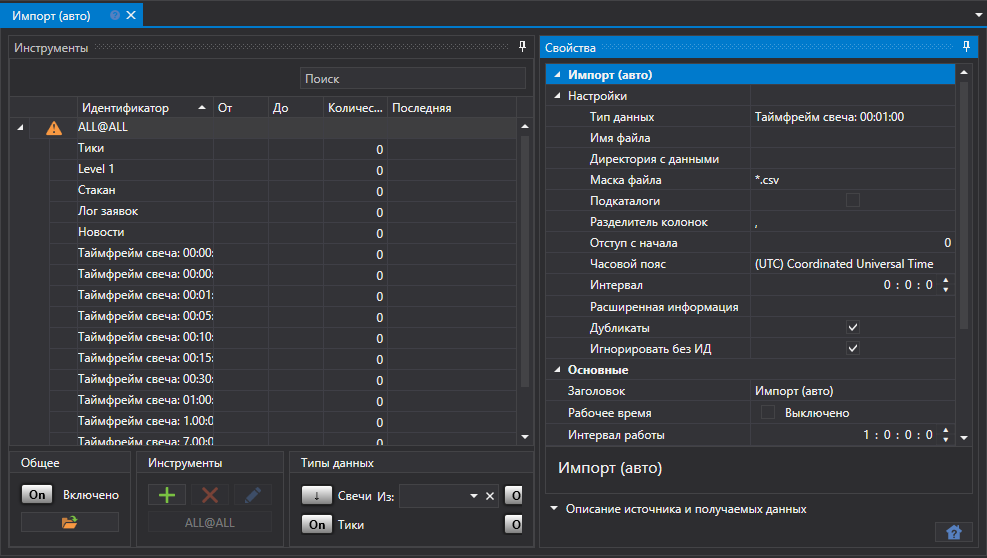 Импорт (авто)
Инструменты
Поиск
Идентификатор От До Количес... Последняя
ALL@ALL
Тики 0
Level 1 0
Стакан 0
Лог заявок 0
Новости 0
Таймфрейм свеча: 00:00: 0
Таймфрейм свеча: 00:00: 0
Таймфрейм свеча: 00:01: 0
Таймфрейм свеча: 00:05: 0
Таймфрейм свеча: 00:10: 0
Таймфрейм свеча: 00:15: 0
Таймфрейм свеча: 00:30: 0
Таймфрейм свеча: 01:00: 0
Таймфрейм свеча: 1.00:0 0
Таймфрейм свеча: 7.00:0 0
Общее
On Включено
Инструменты
ALL@ALL
Типы данных
↓ Свечи Из: O
On Тики O
Свойства
Импорт (авто)
Настройки
Тип данных Таймфрейм свеча: 00:01:00
Имя файла
Директория с данными
Маска файла *.csv
Подкаталоги
Разделитель колонок ,
Отступ с начала 0
Часовой пояс (UTC) Coordinated Universal Time
Интервал 0 : 0 : 0
Расширенная информация
Дубликаты
Игнорировать без ИД
Основные
Заголовок Импорт (авто)
Рабочее время Выключено
Интервал работы 1 : 0 : 0 : 0
Импорт (авто)
Описание источника и получаемых данных